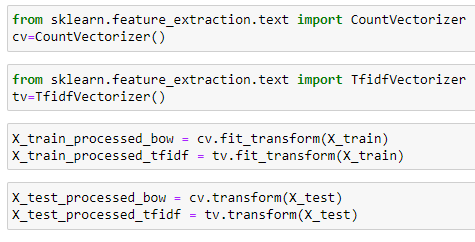 from sklearn.feature_extraction.text import CountVectorizer
cv=CountVectorizer()
from sklearn.feature_extraction.text import TfidfVectorizer
tv=TfidfVectorizer()
X_train_processed_bow = cv.fit_transform(X_train)
X_train_processed_tfidf = tv.fit_transform(X_train)
X_test_processed_bow = cv.transform(X_test)
X_test_processed_tfidf = tv.transform(X_test)